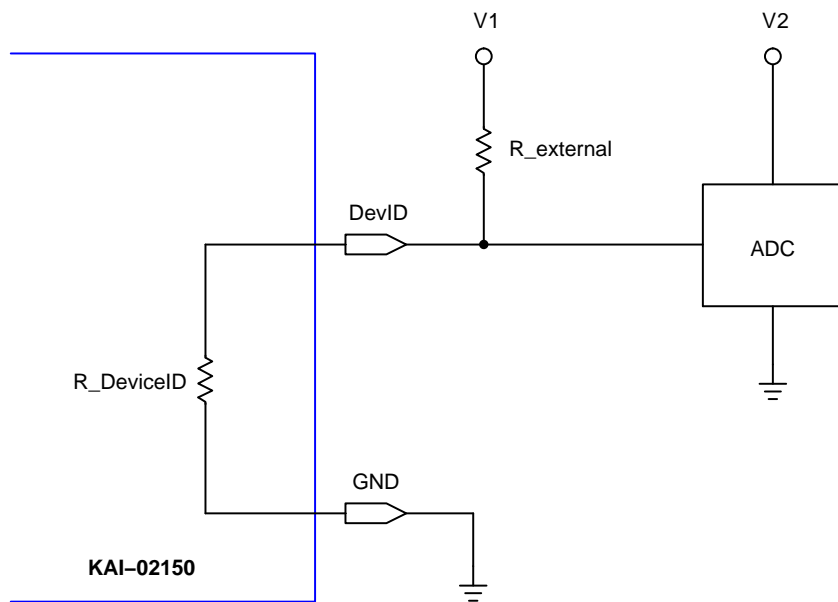 V1
V2
R_external
DevID
ADC
R_DeviceID
GND
KAI–02150